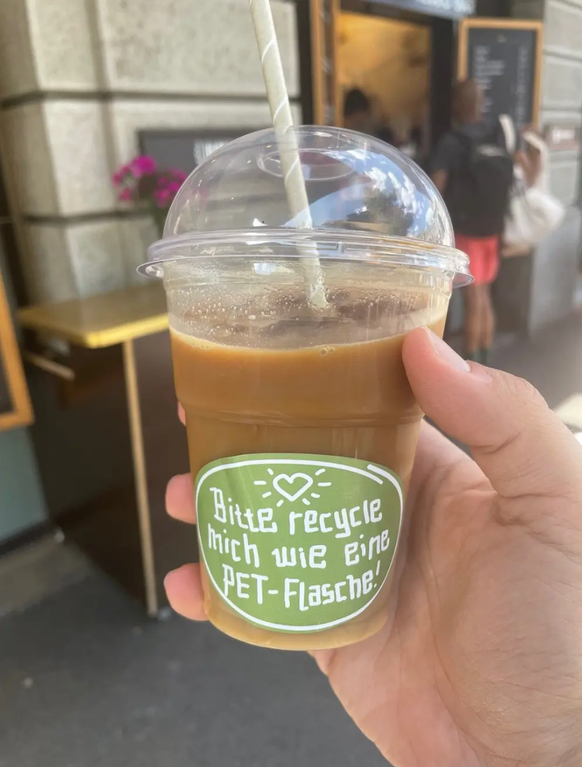 Bitte recycle
mich wie eine
PET-Flasche!